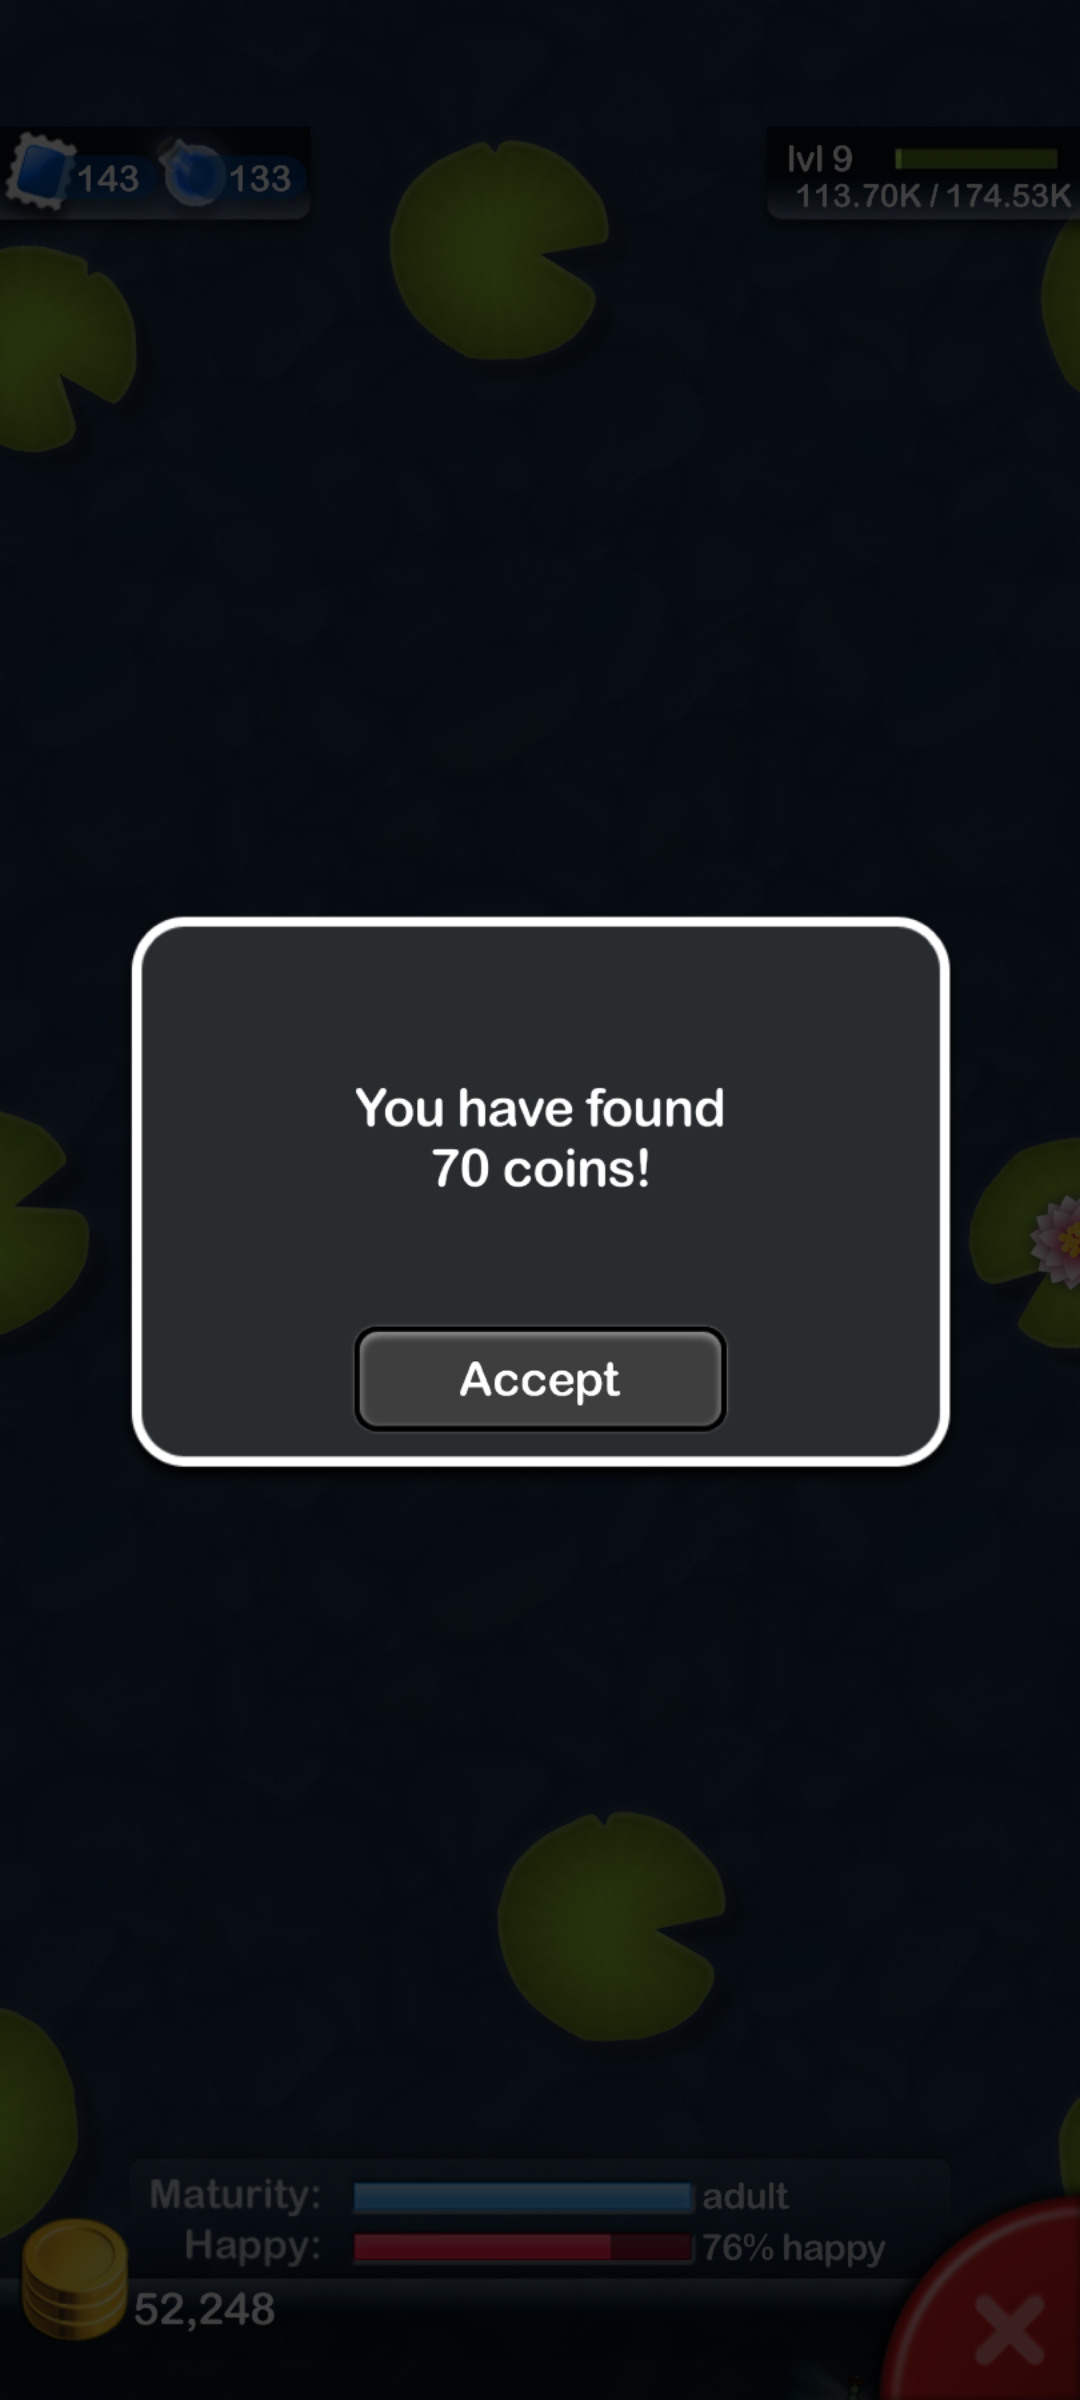 143 133
lvl 9
113.70K / 174.53K
You have found
70 coins!
Accept
Maturity: adult
Happy: 76% happy
52,248